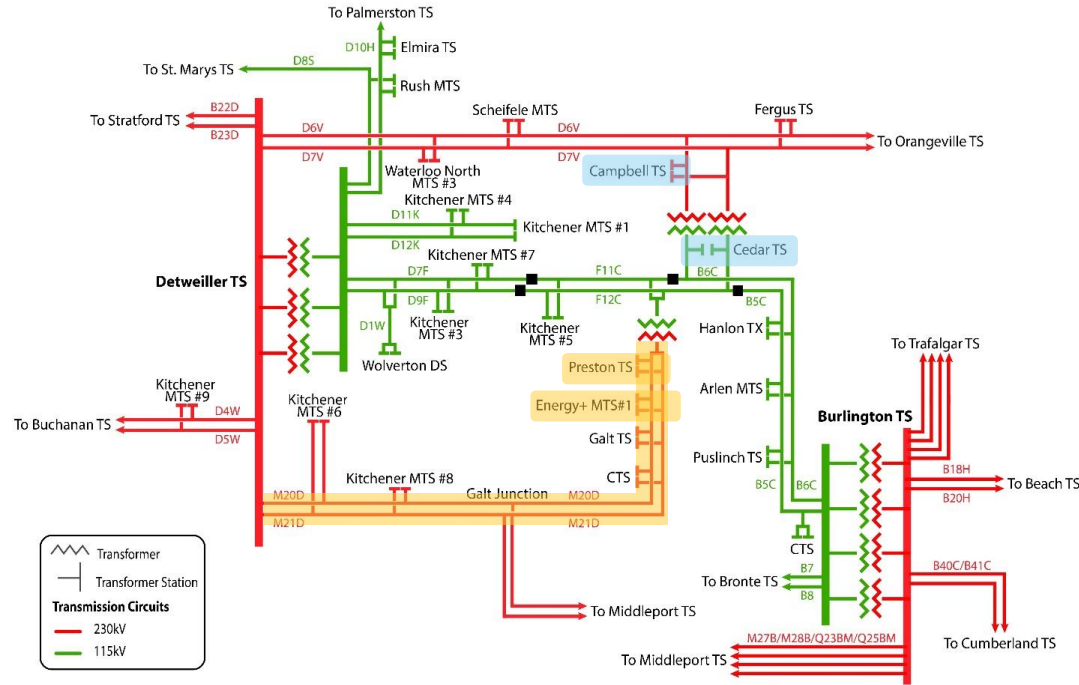 To Palmerston TS
D10H
Elmira TS
D8S
To St. Marys TS
Rush MTS
B22D
To Stratford TS
B23D
Scheifele MTS
Fergus TS
D6V
D6V
To Orangeville TS
D7V
D7V
Waterloo North
MTS #3
Campbell TS
Kitchener MTS #4
D11K
Kitchener MTS #1
D12K
Kitchener MTS #7
Cedar TS
Detweiller TS
D7F
F11C
B6C
D9F
F12C
B5C
D1W
Kitchener
MTS #3
Kitchener
MTS #5
Hanlon TX
Wolverton DS
To Trafalgar TS
Preston TS
Arlen MTS
Kitchener
MTS #9
Kitchener
MTS #6
Energy+ MTS#1
Burlington TS
D4W
To Buchanan TS
D5W
Galt TS
Puslinch TS
CTS
B18H
B5C
B6C
To Beach TS
B20H
Kitchener MTS #8
Galt Junction
M20D
M20D
M21D
M21D
CTS
B7
To Bronte TS
B8
B40C/B41C
To Middleport TS
To Cumberland TS
M27B/M28B/Q23BM/Q25BM
To Middleport TS
Transformer
Transformer Station
Transmission Circuits
230kV
115kV